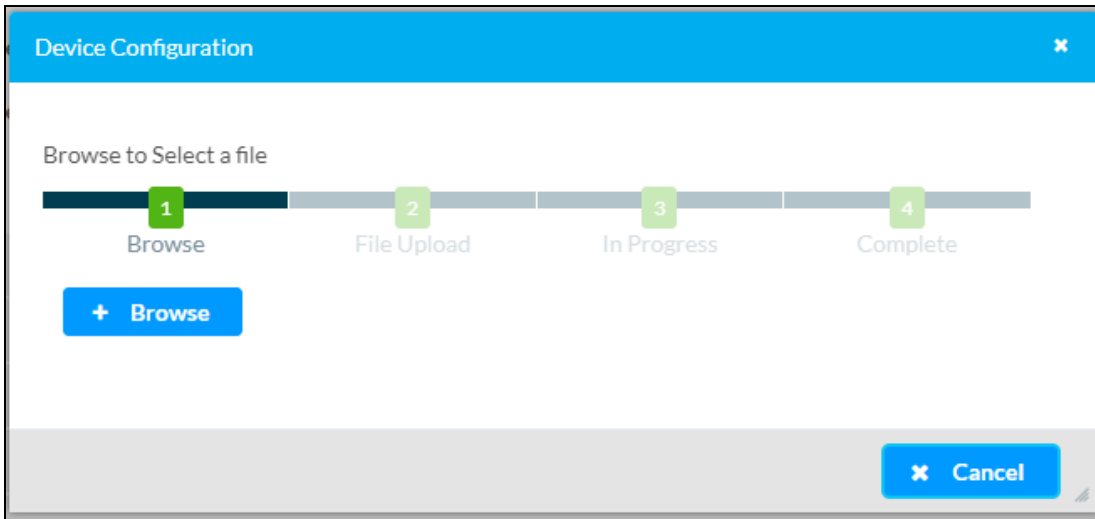 Device Configuration
Browse to Select a file
1 2 3 4
Browse File Upload In Progress Complete
Browse
Cancel